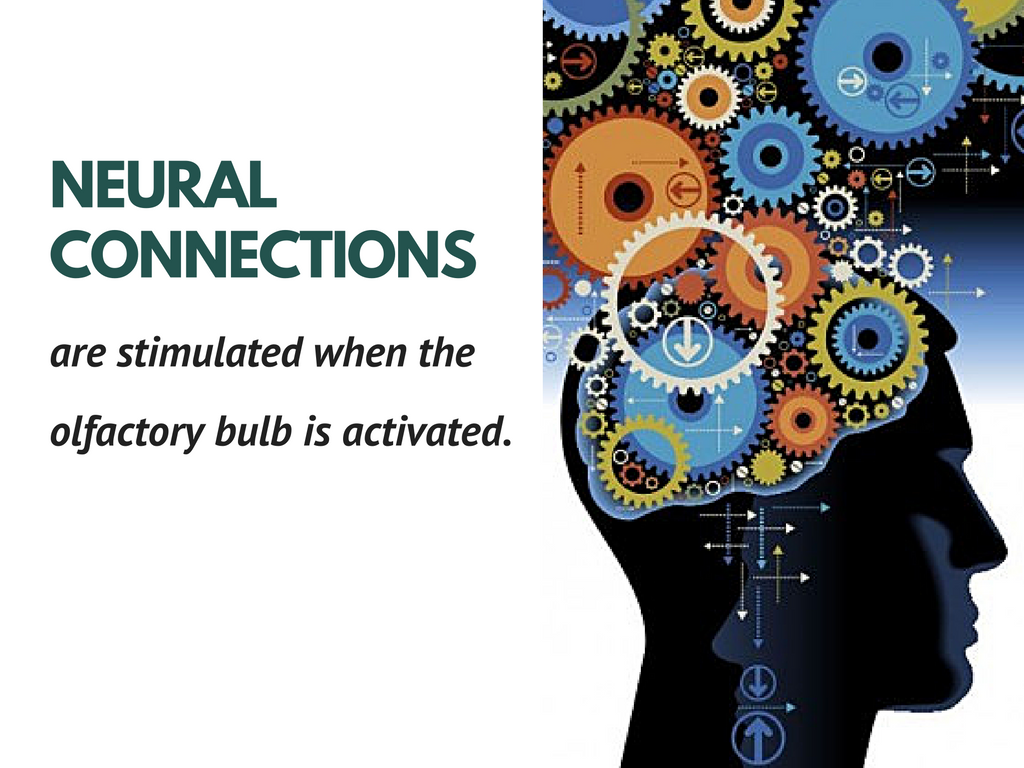 NEURAL
CONNECTIONS
are stimulated when the
olfactory bulb is activated.